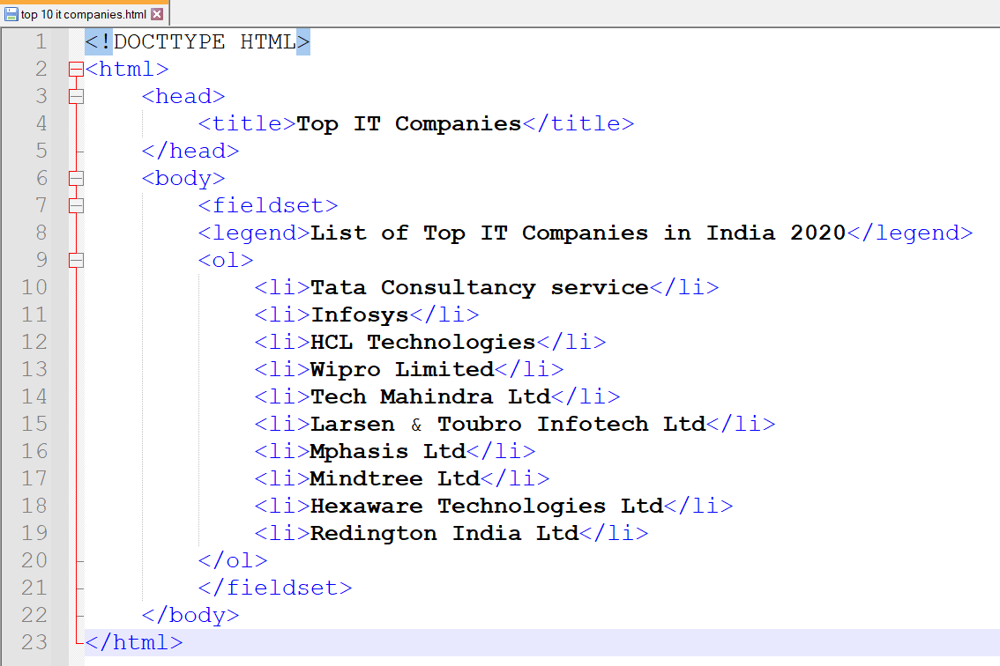 top 10 it companies.html
1 <!DOCTTYPE HTML>
2 <html>
3 <head>
4 <title>Top IT Companies</title>
5 </head>
6 <body>
7 <fieldset>
8 <legend>List of Top IT Companies in India 2020</legend>
9 <ol>
10 <li>Tata Consultancy service</li>
11 <li>Infosys</li>
12 <li>HCL Technologies</li>
13 <li>Wipro Limited</li>
14 <li>Tech Mahindra Ltd</li>
15 <li>Larsen & Toubro Infotech Ltd</li>
16 <li>Mphasis Ltd</li>
17 <li>Mindtree Ltd</li>
18 <li>Hexaware Technologies Ltd</li>
19 <li>Redington India Ltd</li>
20 </ol>
21 </fieldset>
22 </body>
23 </html>